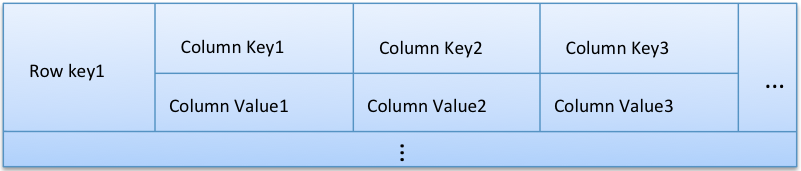 Row key1
Column Key1
Column Key2
Column Key3
Column Value1
Column Value2
Column Value3
...
⋮